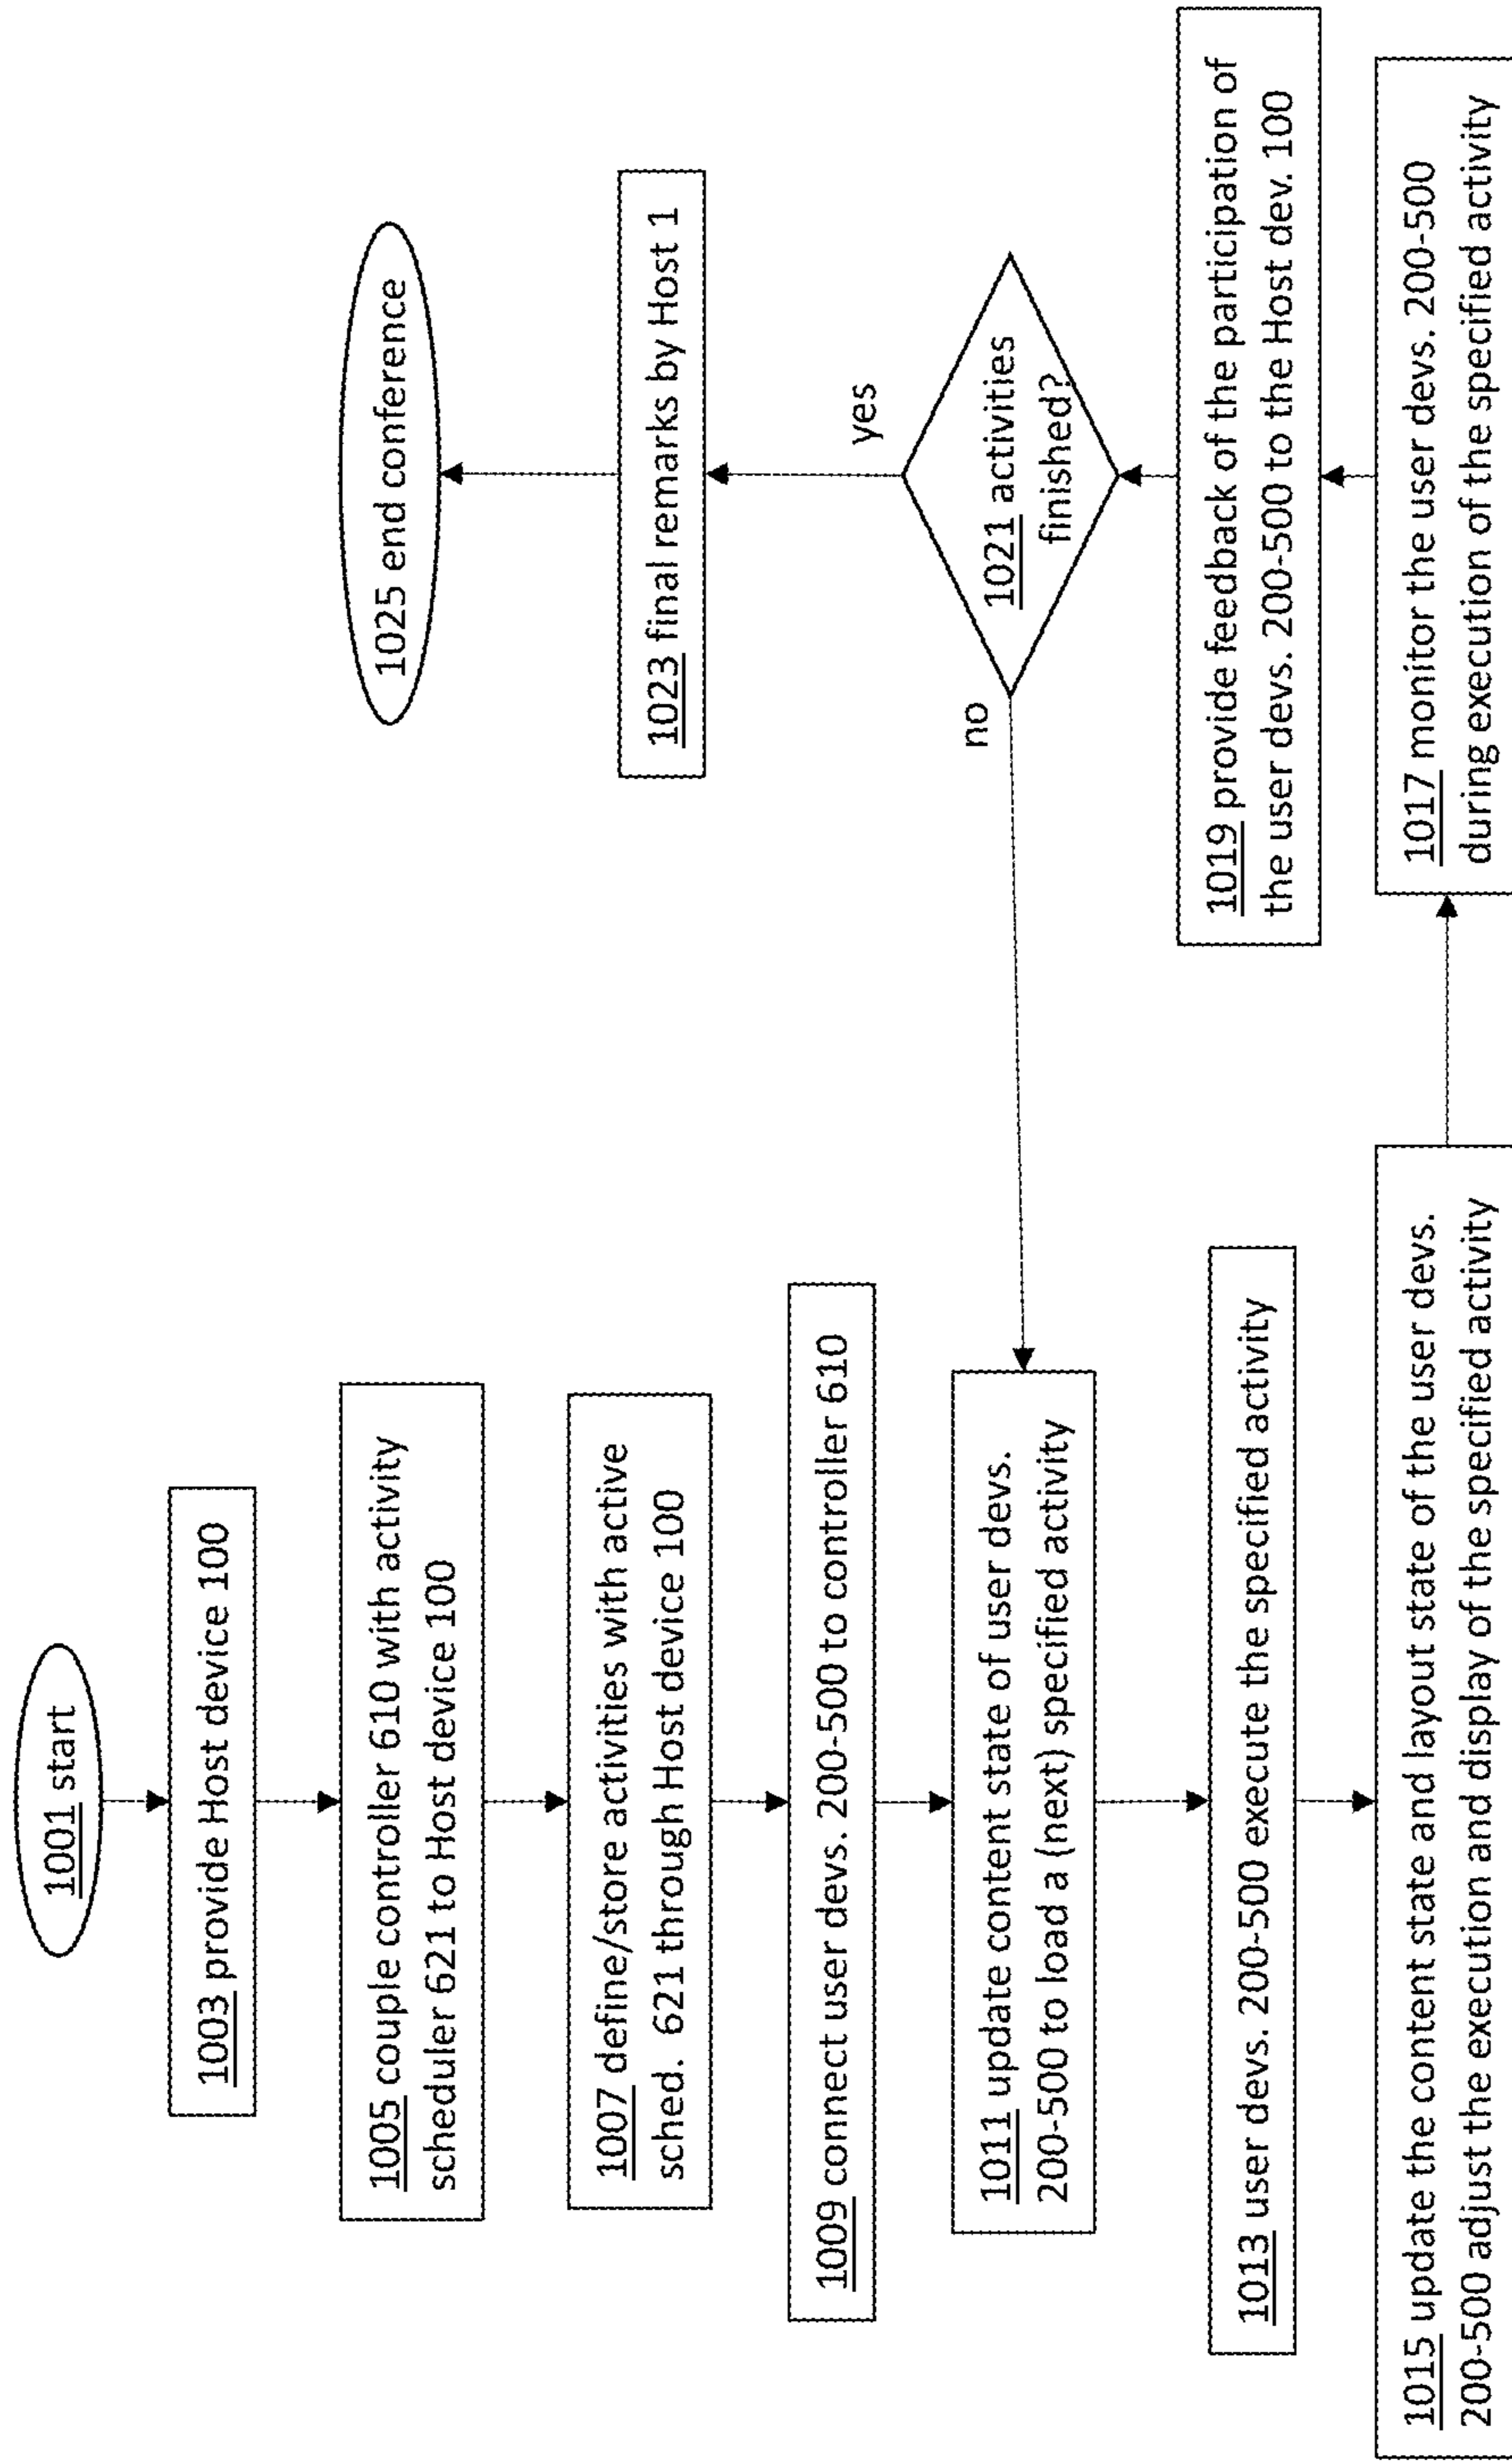 1001 start
1003 provide Host device 100
1005 couple controller 610 with activity
scheduler 621 to Host device 100
1007 define/store activities with active
sched. 621 through Host device 100
1009 connect user devs. 200-500 to controller 610
1011 update content state of user devs.
200-500 to load a (next) specified activity
1013 user devs. 200-500 execute the specified activity
1015 update the content state and layout state of the user devs.
200-500 adjust the execution and display of the specified activity
1017 monitor the user devs. 200-500
during execution of the specified activity
1019 provide feedback of the participation of
the user devs. 200-500 to the Host dev. 100
1021 activities
finished?
no
yes
1023 final remarks by Host 1
1025 end conference